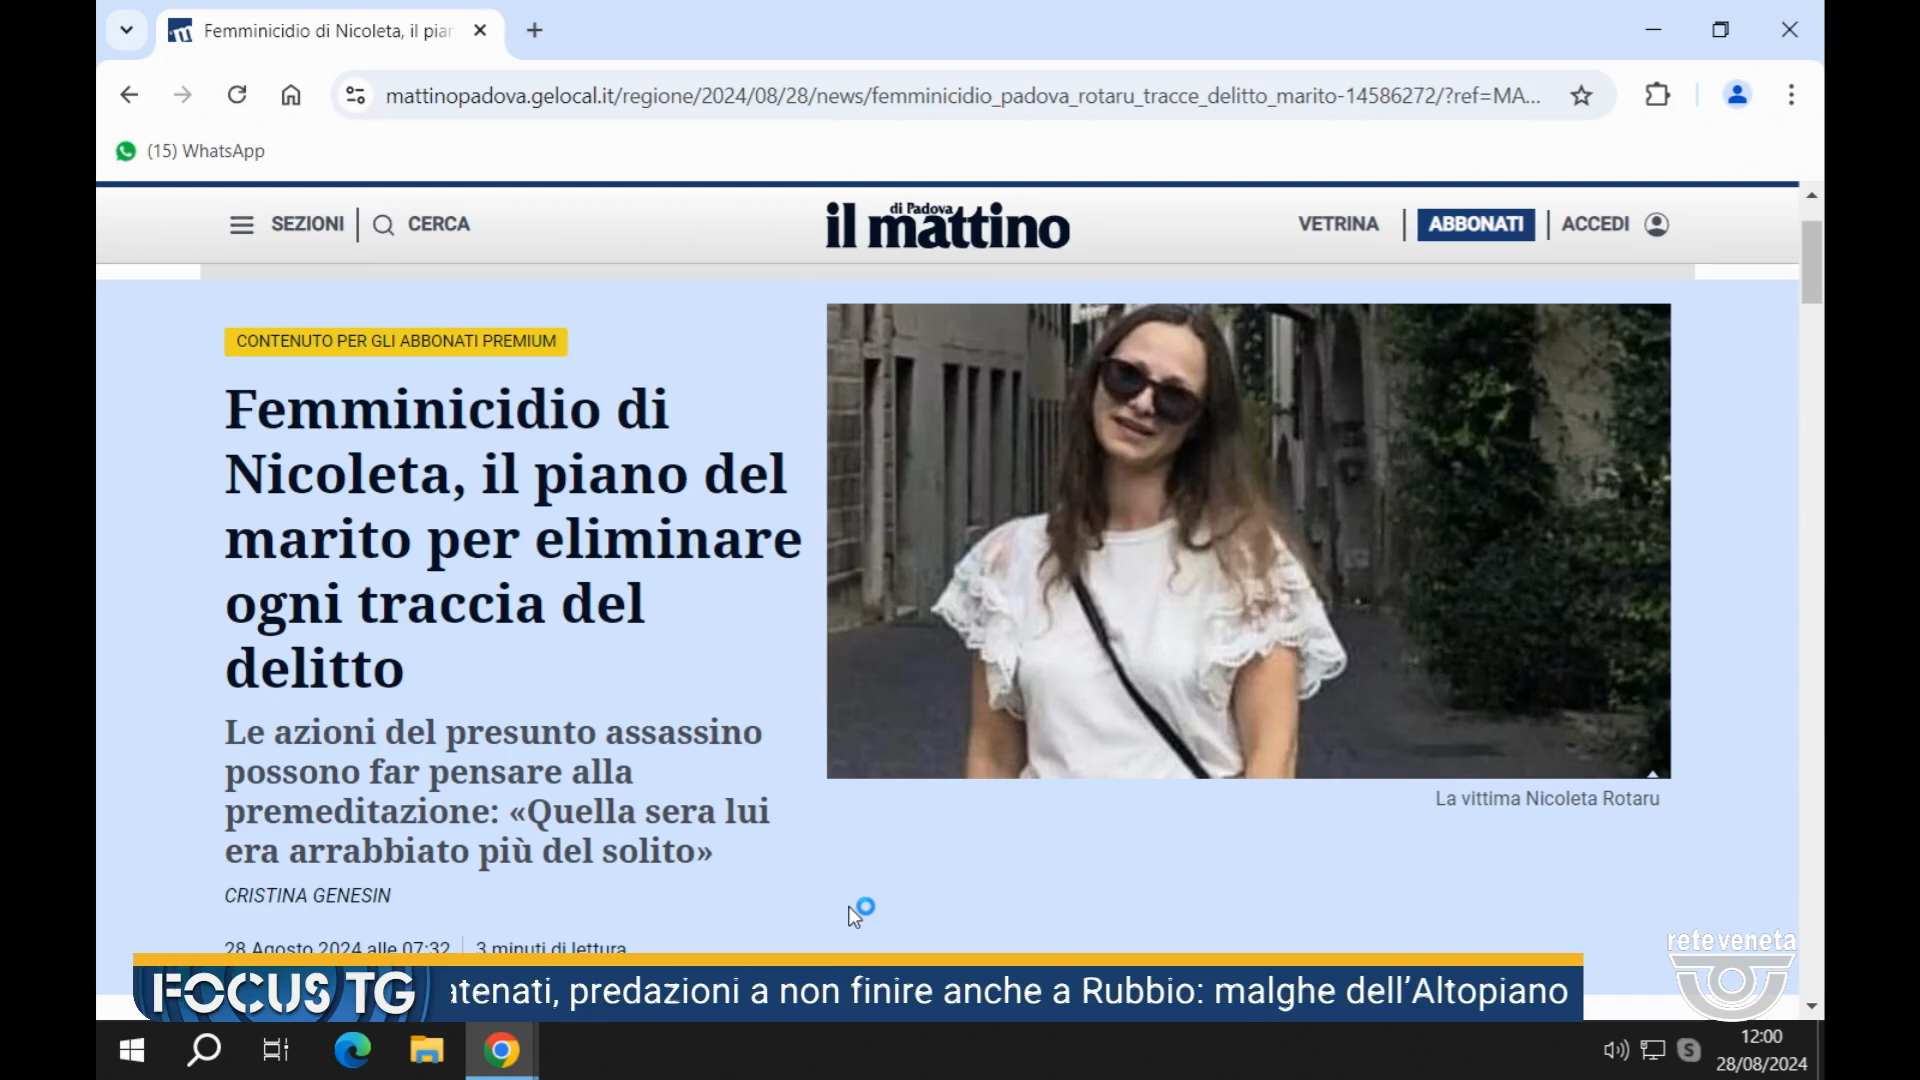 Femminicidio di Nicoleta, il piar
mattinopadova.gelocal.it/regione/2024/08/28/news/femminicidio_padova_rotaru_tracce_delitto_marito-14586272/?ref=MA...
(15) WhatsApp
SEZIONI
CERCA
il mattino
di Padova
VETRINA
ABBONATI
ACCEDI
CONTENUTO PER GLI ABBONATI PREMIUM
Femminicidio di
Nicoleta, il piano del
marito per eliminare
ogni traccia del
delitto
Le azioni del presunto assassino
possono far pensare alla
premeditazione: «Quella sera lui
era arrabbiato più del solito»
CRISTINA GENESIN
28 Agosto 2024 alle 07:32
3 minuti di lettura
La vittima Nicoleta Rotaru
reteveneta
FOCUS TG
atenati, predazioni a non finire anche a Rubbio: malghe dell’Altopiano
12:00
28/08/2024